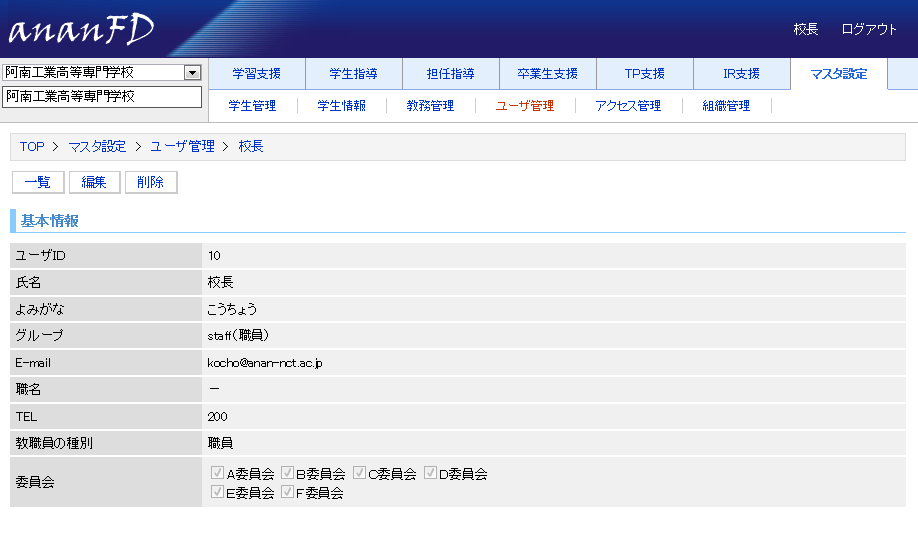 ananFD
校長 ログアウト
阿南工業高等専門学校
阿南工業高等専門学校
学習支援 学生指導 担任指導 卒業生支援 TP支援 IR支援 マスタ設定
学生管理 学生情報 教務管理 ユーザ管理 アクセス管理 組織管理
TOP > マスタ設定 > ユーザ管理 > 校長
一覧 編集 削除
基本情報
ユーザID 10
氏名 校長
よみがな こうちょう
グループ staff(職員)
E-mail kocho@anan-nct.ac.jp
職名 −
TEL 200
教職員の種別 職員
委員会 A委員会 B委員会 C委員会 D委員会
E委員会 F委員会